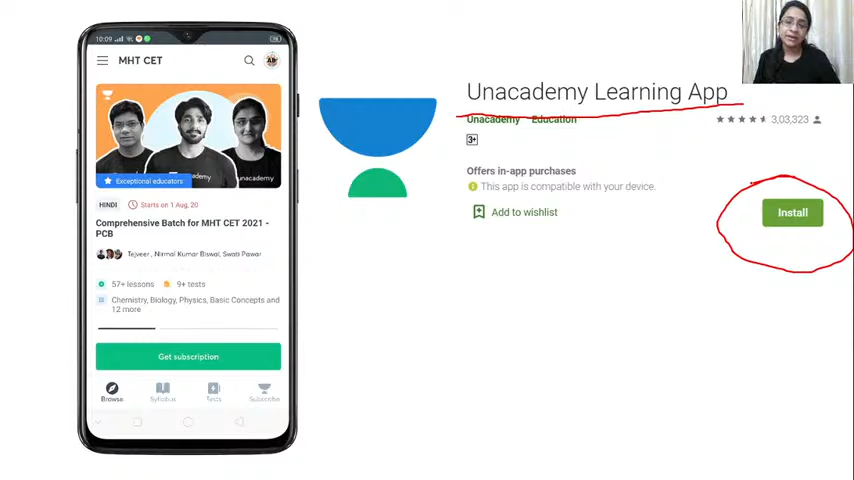 10:09
MHT CET
unacademy
unacademy
Exceptional educators
HINDI
Starts on 1 Aug, 20
Comprehensive Batch for MHT CET 2021 -
PCB
Tejveer , Nirmal Kumar Biswal, Swati Pawar
57+ lessons
9+ tests
Chemistry, Biology, Physics, Basic Concepts and
12 more
Get subscription
Browse
Syllabus
Tests
Subscribe
Unacademy Learning App
Unacademy
Education
3,03,323
3+
Offers in-app purchases
This app is compatible with your device.
Add to wishlist
Install